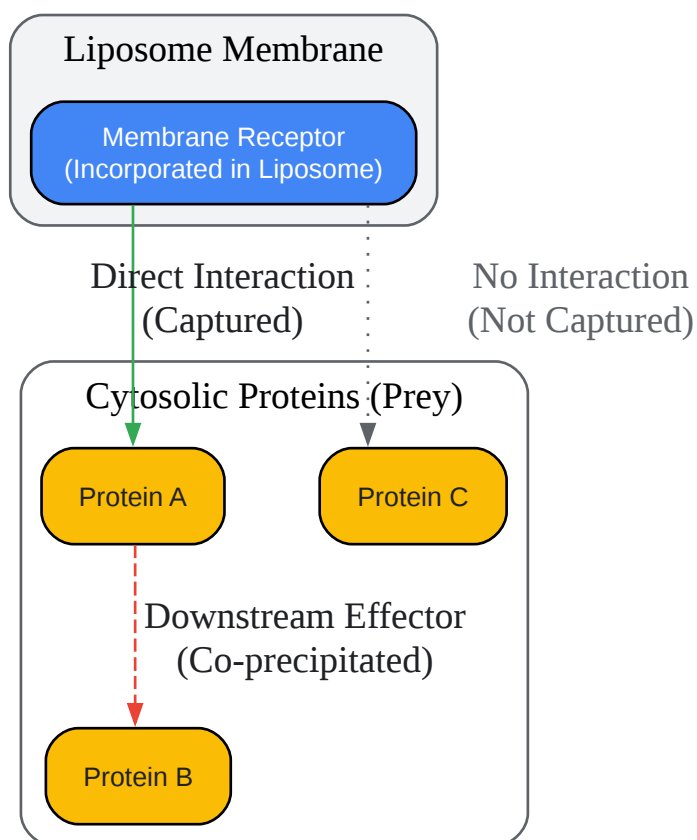 Liposome Membrane
Membrane Receptor
(Incorporated in Liposome)
Direct Interaction
(Captured)
No Interaction
(Not Captured)
Cytosolic Proteins (Prey)
Protein A
Protein C
Downstream Effector
(Co-precipitated)
Protein B